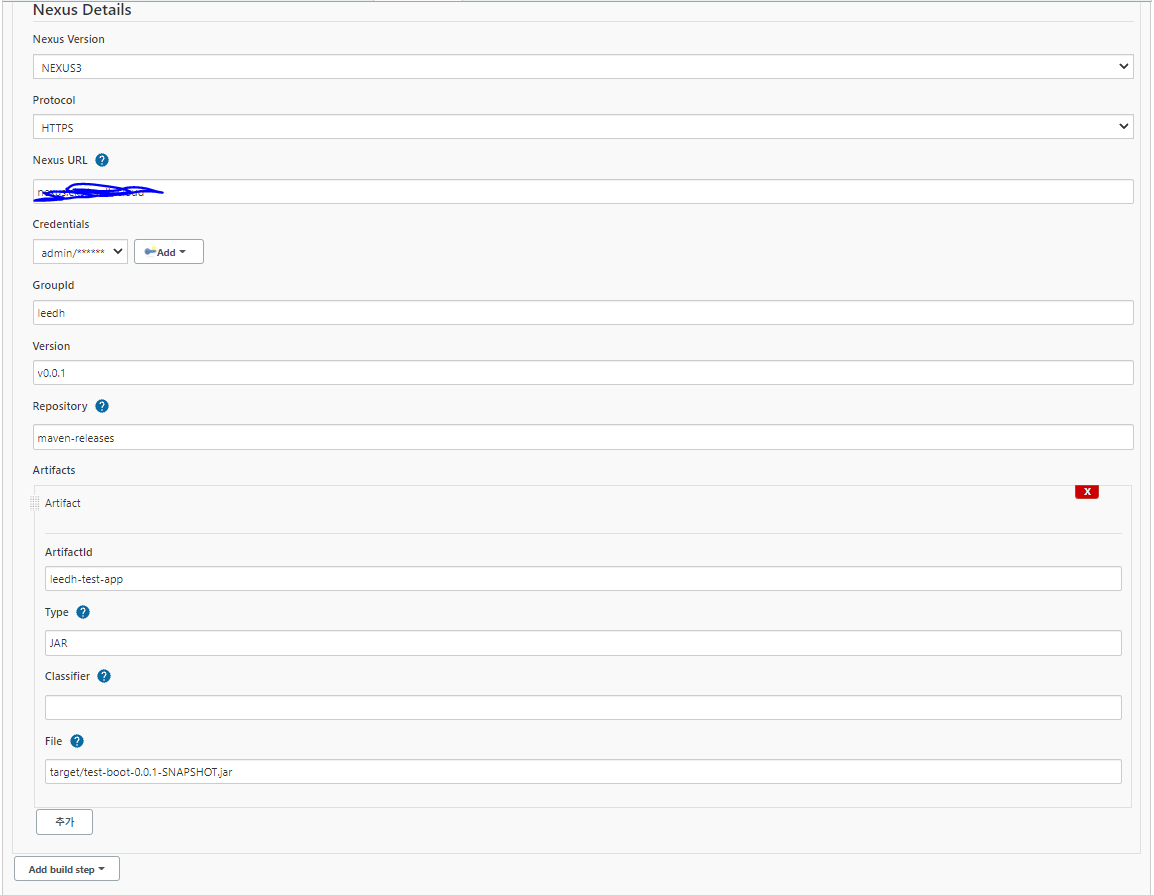 Nexus Details
Nexus Version
NEXUS3
Protocol
HTTPS
Nexus URL ?
Credentials
admin/****** Add
GroupId
leedh
Version
v0.0.1
Repository ?
maven-releases
Artifacts
X
Artifact
ArtifactId
leedh-test-app
Type ?
JAR
Classifier ?
File ?
target/test-boot-0.0.1-SNAPSHOT.jar
추가
Add build step